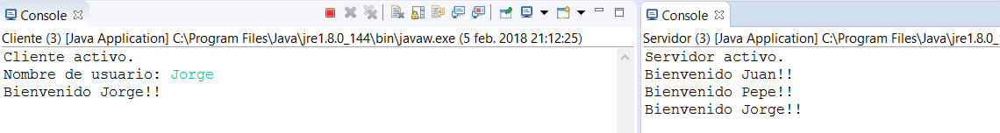 Console
Cliente (3) [Java Application] C:\Program Files\Java\jre1.8.0_144\bin\javaw.exe (5 feb. 2018 21:12:25)
Cliente activo.
Nombre de usuario: Jorge
Bienvenido Jorge!!
Console
Servidor (3) [Java Application] C:\Program Files\Java\jre1.8.0_
Servidor activo.
Bienvenido Juan!!
Bienvenido Pepe!!
Bienvenido Jorge!!